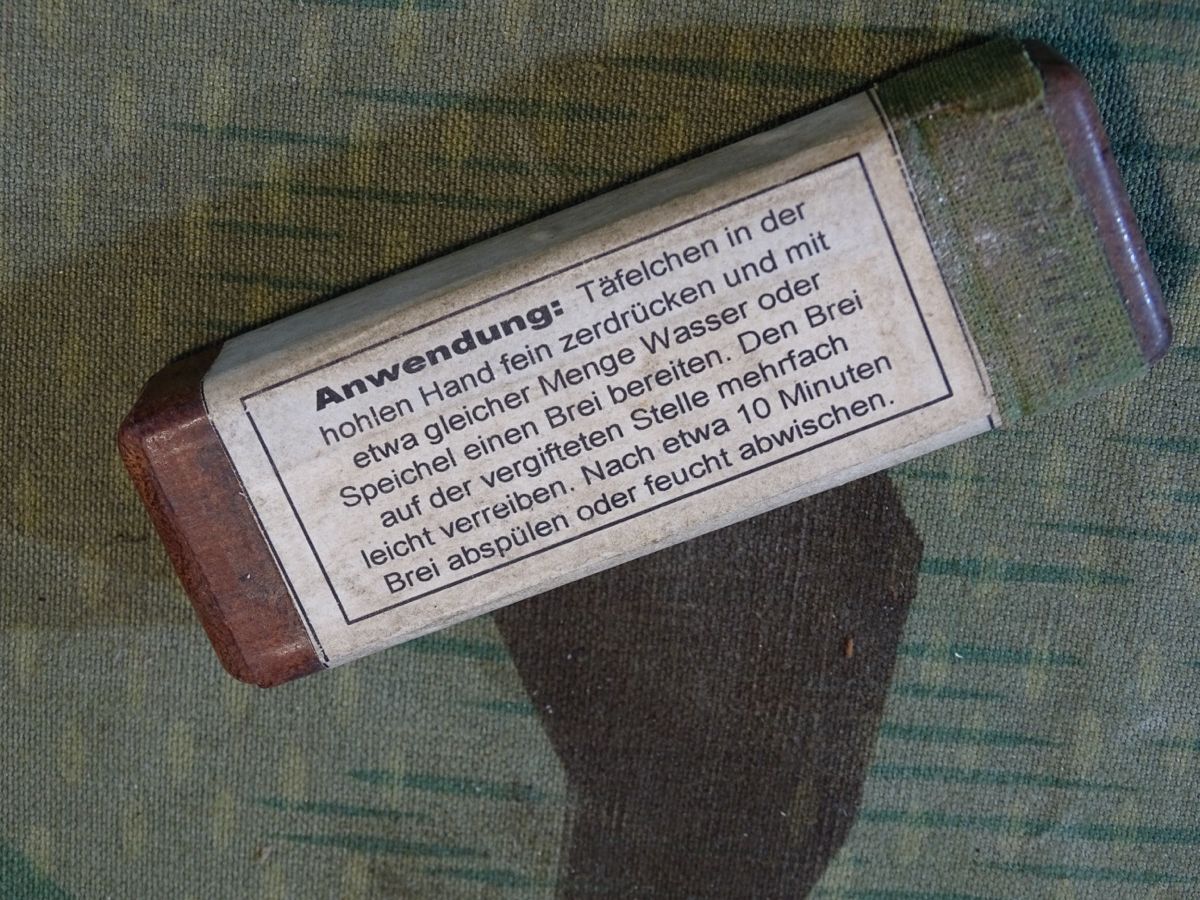 Anwendung: Täfelchen in der
hohlen Hand fein zerdrücken und mit
etwa gleicher Menge Wasser oder
Speichel einen Brei bereiten. Den Brei
auf der vergifteten Stelle mehrfach
leicht verreiben. Nach etwa 10 Minuten
Brei abspülen oder feucht abwischen.